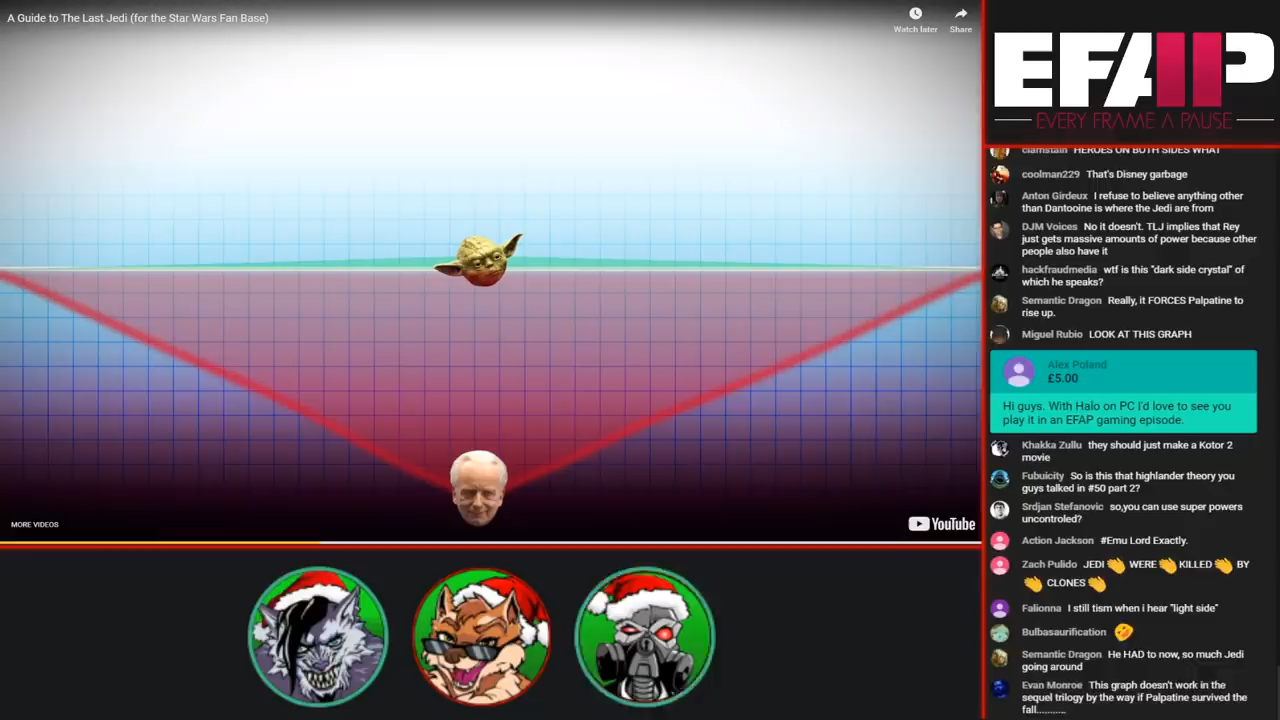 A Guide to The Last Jedi (for the Star Wars Fan Base)
Watch later
Share
MORE VIDEOS
YouTube
EFAP
EVERY FRAME A PAUSE
clamstain HEROES ON BOTH SIDES WHAT
coolman229 That's Disney garbage
Anton Girdeux I refuse to believe anything other
than Dantooine is where the Jedi are from
DJM Voices No it doesn't. TLJ implies that Rey
just gets massive amounts of power because other
people also have it
hackfraudmedia wtf is this "dark side crystal" of
which he speaks?
Semantic Dragon Really, it FORCES Palpatine to
rise up.
Miguel Rubio LOOK AT THIS GRAPH
Alex Poland
£5.00
Hi guys. With Halo on PC I'd love to see you
play it in an EFAP gaming episode.
Khakka Zullu they should just make a Kotor 2
movie
Fubuicity So is this that highlander theory you
guys talked in #50 part 2?
Srdjan Stefanovic so,you can use super powers
uncontroled?
Action Jackson #Emu Lord Exactly.
Zach Pulido JEDI 👏 WERE 👏 KILLED 👏 BY
👏 CLONES 👏
Falionna I still tism when i hear "light side"
Bulbasaurification 🤣
Semantic Dragon He HAD to now, so much Jedi
going around
Evan Monroe This graph doesn't work in the
sequel trilogy by the way if Palpatine survived the
fall...........